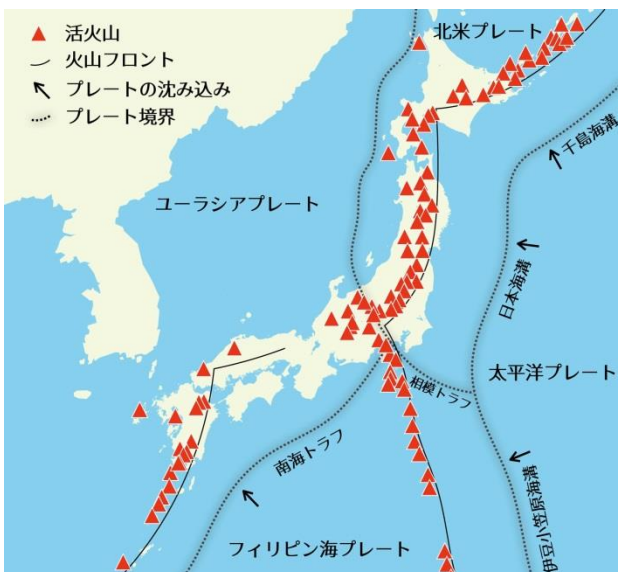 活火山
火山フロント
プレートの沈み込み
プレート境界
北米プレート
千島海溝
ユーラシアプレート
日本海溝
太平洋プレート
相模トラフ
南海トラフ
伊豆小笠原海溝
フィリピン海プレート